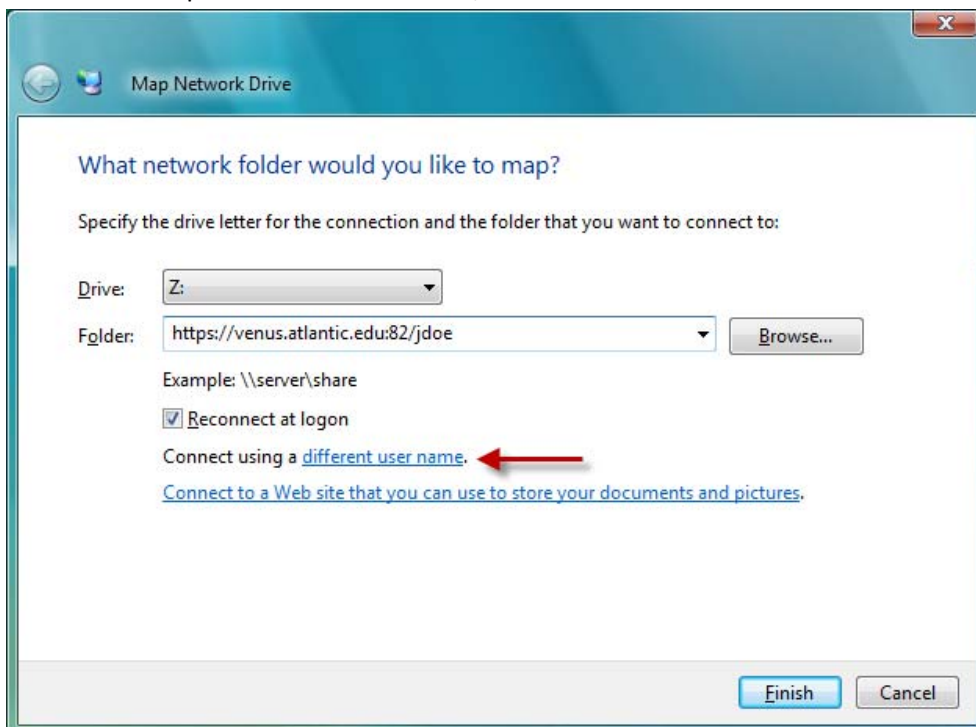 Map Network Drive
What network folder would you like to map?
Specify the drive letter for the connection and the folder that you want to connect to:
Drive: Z:
Folder: https://venus.atlantic.edu:82/jdoe Browse...
Example: \\server\share
Reconnect at logon
Connect using a different user name.
Connect to a Web site that you can use to store your documents and pictures.
Finish Cancel